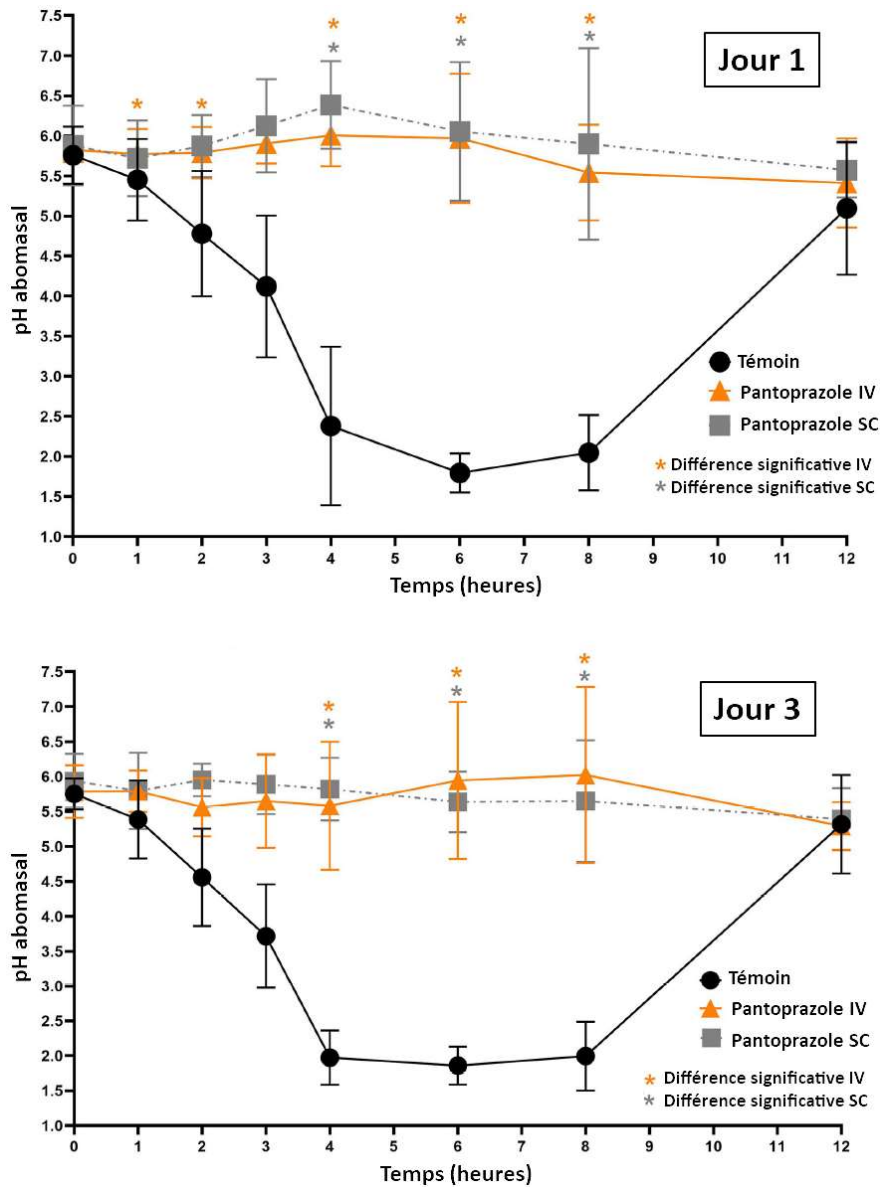 * * *
* * *
* *
Jour 1
7.5
7.0
6.5
6.0
5.5
5.0
4.5
4.0
3.5
3.0
2.5
2.0
1.5
1.0
pH abomasal
Témoin
Pantoprazole IV
Pantoprazole SC
* Différence significative IV
* Différence significative SC
0 1 2 3 4 5 6 7 8 9 10 11 12
Temps (heures)
* * *
* * *
Jour 3
7.5
7.0
6.5
6.0
5.5
5.0
4.5
4.0
3.5
3.0
2.5
2.0
1.5
1.0
pH abomasal
Témoin
Pantoprazole IV
Pantoprazole SC
* Différence significative IV
* Différence significative SC
0 1 2 3 4 5 6 7 8 9 10 11 12
Temps (heures)